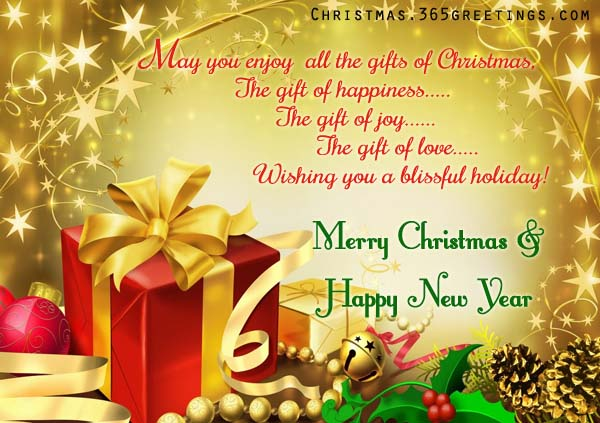 Christmas.365greetings.com
May you enjoy all the gifts of Christmas.
The gift of happiness.....
The gift of joy......
The gift of love.....
Wishing you a blissful holiday!
Merry Christmas &
Happy New Year